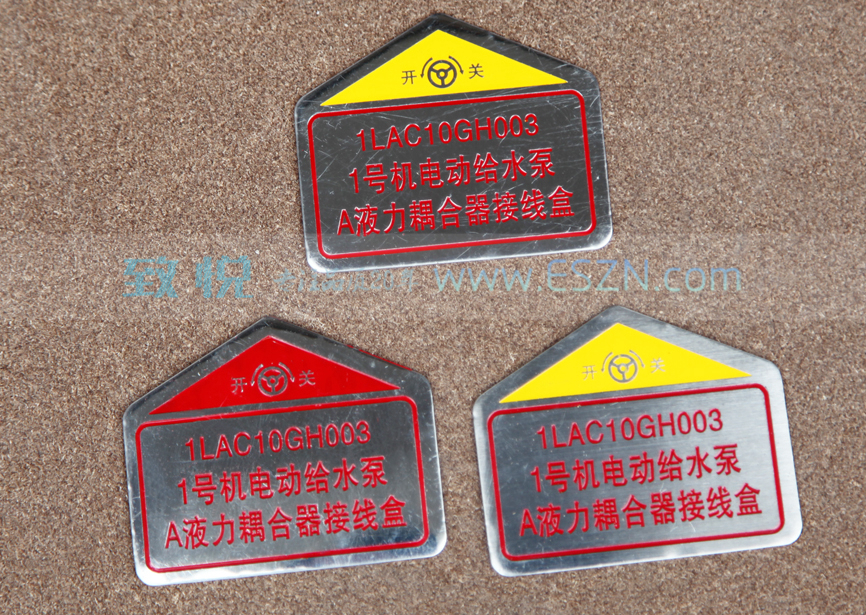 开 关
1LAC10GH003
1号机电动给水泵
A液力耦合器接线盒
致悦 www.ESZN.com
开 关
1LAC10GH003
1号机电动给水泵
A液力耦合器接线盒
开 关
1LAC10GH003
1号机电动给水泵
A液力耦合器接线盒